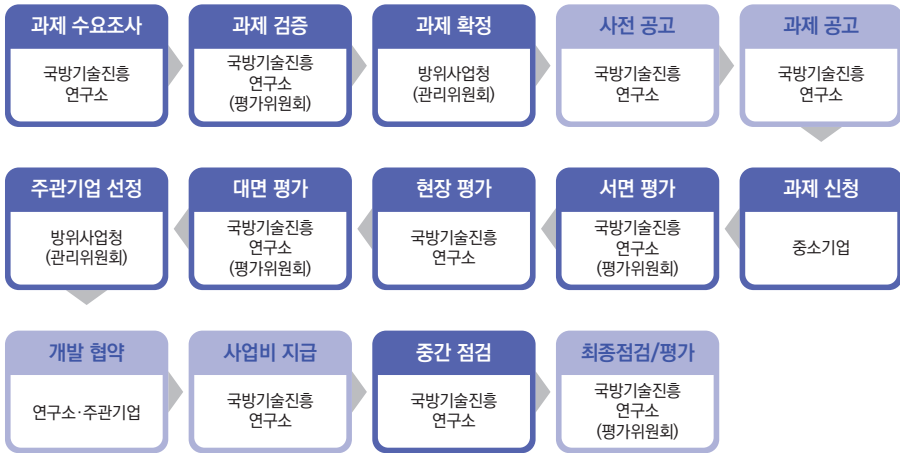 과제 수요조사
국방기술진흥
연구소
과제 검증
국방기술진흥
연구소
(평가위원회)
과제 확정
방위사업청
(관리위원회)
사전 공고
국방기술진흥
연구소
과제 공고
국방기술진흥
연구소
과제 신청
중소기업
서면 평가
국방기술진흥
연구소
(평가위원회)
현장 평가
국방기술진흥
연구소
대면 평가
국방기술진흥
연구소
(평가위원회)
주관기업 선정
방위사업청
(관리위원회)
개발 협약
연구소·주관기업
사업비 지급
국방기술진흥
연구소
중간 점검
국방기술진흥
연구소
최종점검/평가
국방기술진흥
연구소
(평가위원회)